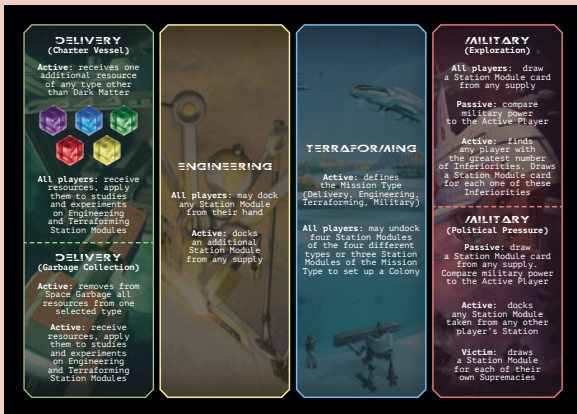 DELIVERY
(Charter Vessel)
Active: receives one
additional resource
of any type other
than Dark Matter
All players: receive
resources, apply
them to studies
and experiments
on Engineering
and Terraforming
Station Modules
DELIVERY
(Garbage Collection)
Active: removes from
Space Garbage all
resources from one
selected type
Active: receive
resources, apply
them to studies
and experiments
on Engineering
and Terraforming
Station Modules
ENGINEERING
All players: may dock
any Station Module
from their hand
Active: docks
an additional
Station Module
from any supply
TERRAFORMING
Active: defines
the Mission Type
(Delivery, Engineering,
Terraforming, Military)
All players: may undock
four Station Modules
of the four different
types or three Station
Modules of the Mission
Type to set up a Colony
MILITARY
(Exploration)
All players: draw
a Station Module card
from any supply
Passive: compare
military power
to the Active Player
Active: finds
any player with
the greatest number
of Inferiorities. Draws
a Station Module card
for each one of these
Inferiorities
MILITARY
(Political Pressure)
Passive: draw
a Station Module card
from any supply.
Compare military power
to the Active Player
Active: docks
any Station Module
taken from any other
player's Station
Victim: draws
a Station Module
for each of their
own Supremacies